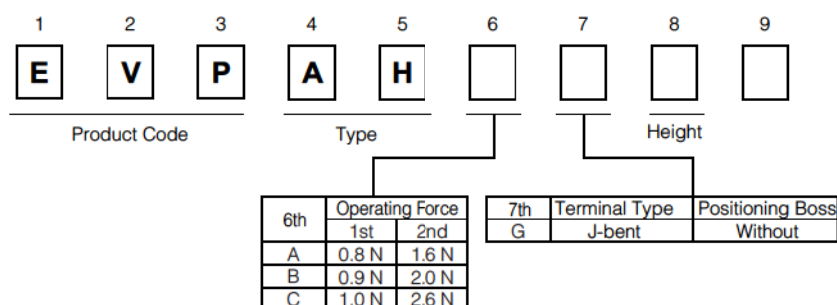 1 2 3 4 5 6 7 8 9
E V P A H
Product Code Type Height
6th Operating Force
1st 2nd
A 0.8 N 1.6 N
B 0.9 N 2.0 N
C 1.0 N 2.6 N
7th Terminal Type Positioning Boss
G J-bent Without